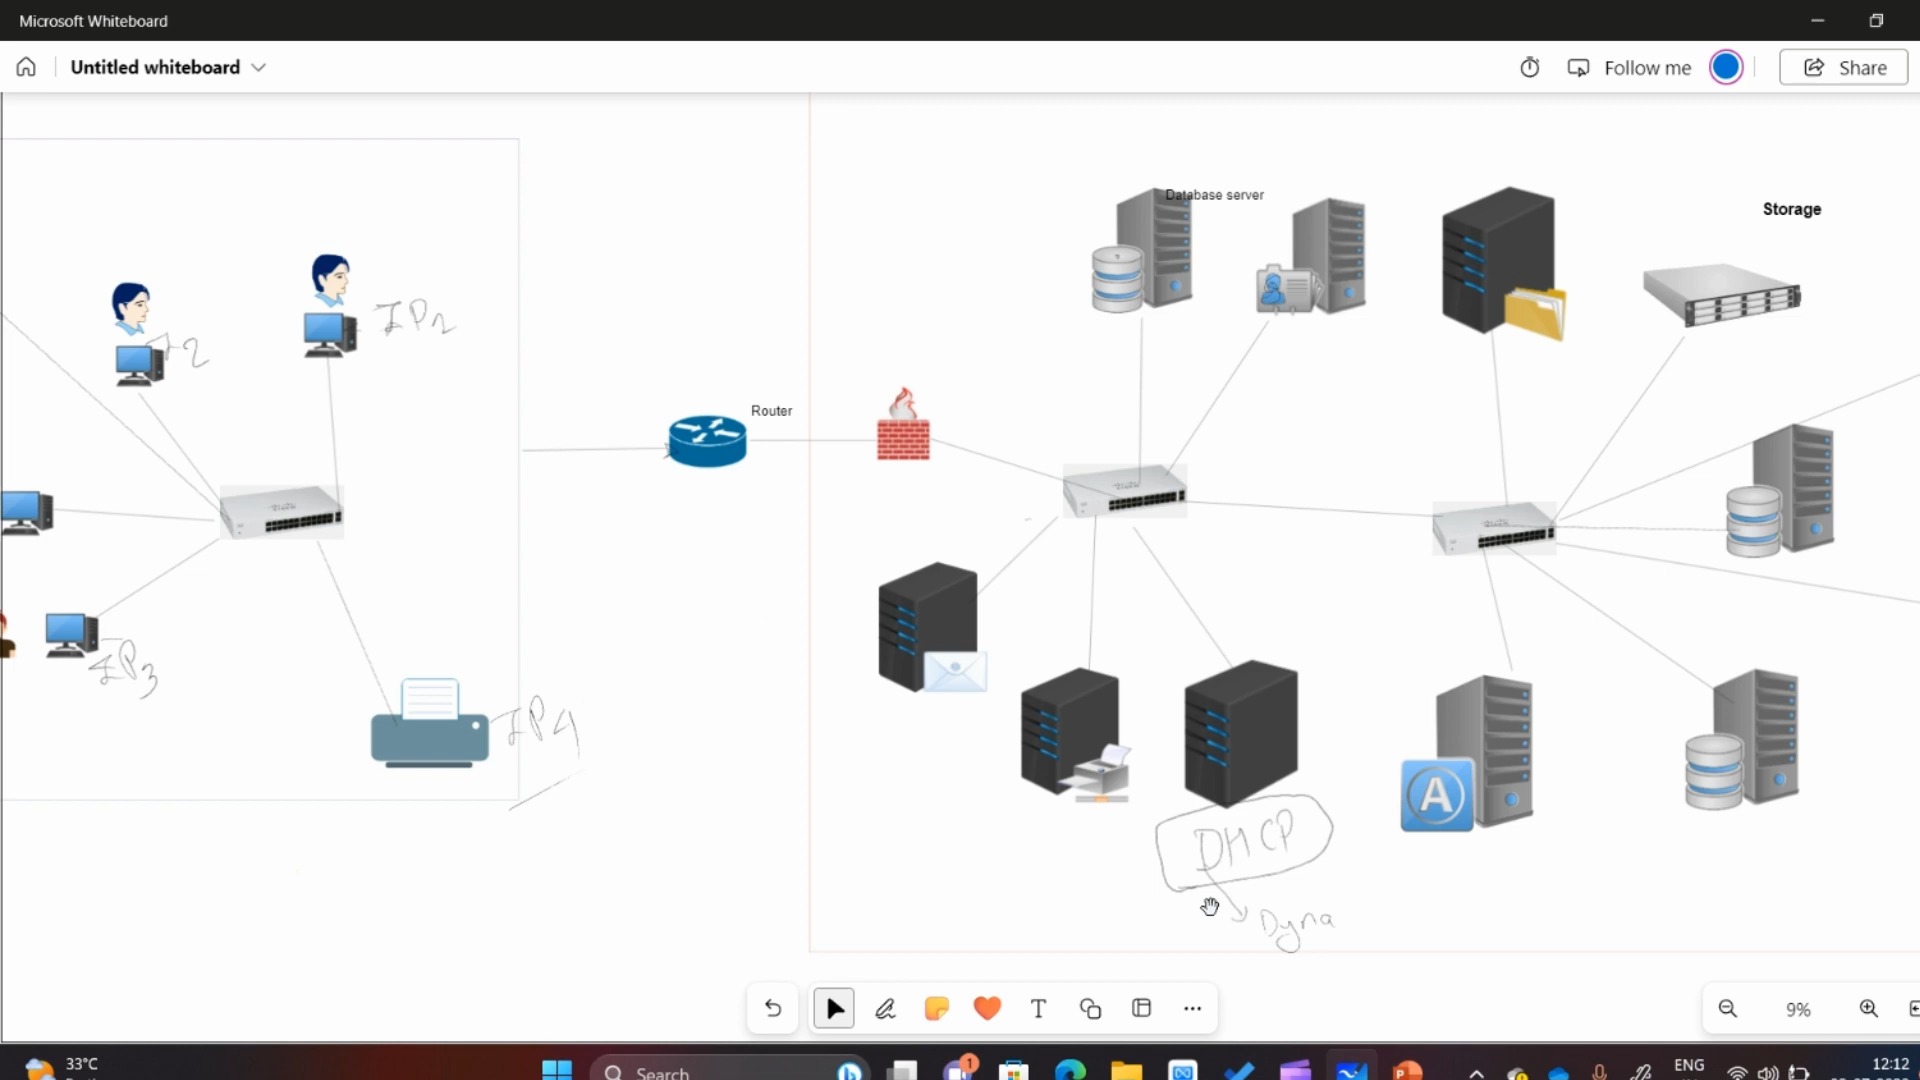 Microsoft Whiteboard
Untitled whiteboard
Follow me
Share
Database server
Storage
IP2
Router
IP3
IP4
A
DHCP
Dyna
9%
33°C
Search
1
ENG
12:12